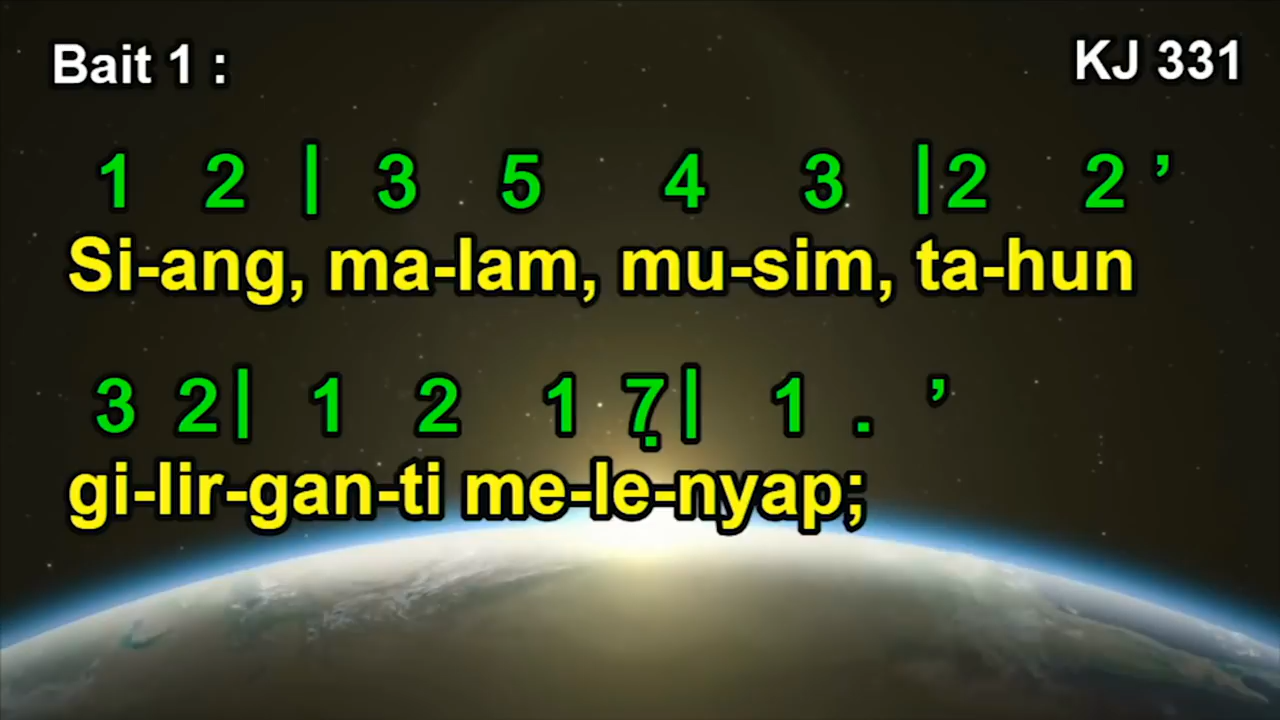 Bait 1 :
KJ 331
1 2 | 3 5 4 3 | 2 2 ’
Si-ang, ma-lam, mu-sim, ta-hun
3 2 | 1 2 1 7̣ | 1 . ’
gi-lir-gan-ti me-le-nyap;